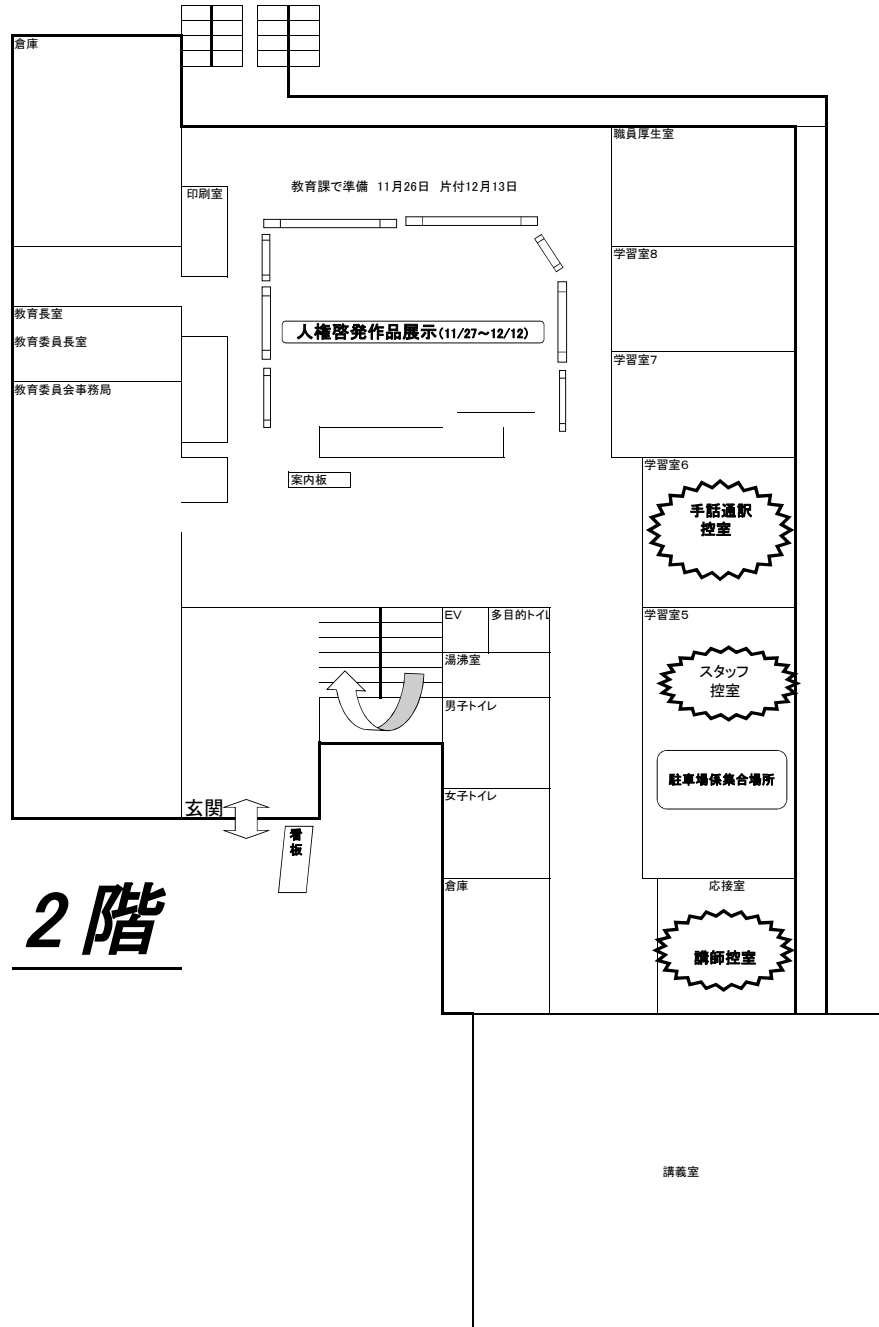 倉庫
職員厚生室
教育課で準備 11月26日 片付12月13日
印刷室
学習室8
教育長室
人権啓発作品展示(11/27～12/12)
教育委員長室
学習室7
教育委員会事務局
学習室6
案内板
手話通訳
控室
EV
多目的トイレ
学習室5
湯沸室
スタッフ
控室
男子トイレ
駐車場係集合場所
女子トイレ
玄関
看
板
倉庫
応接室
2階
講師控室
講義室